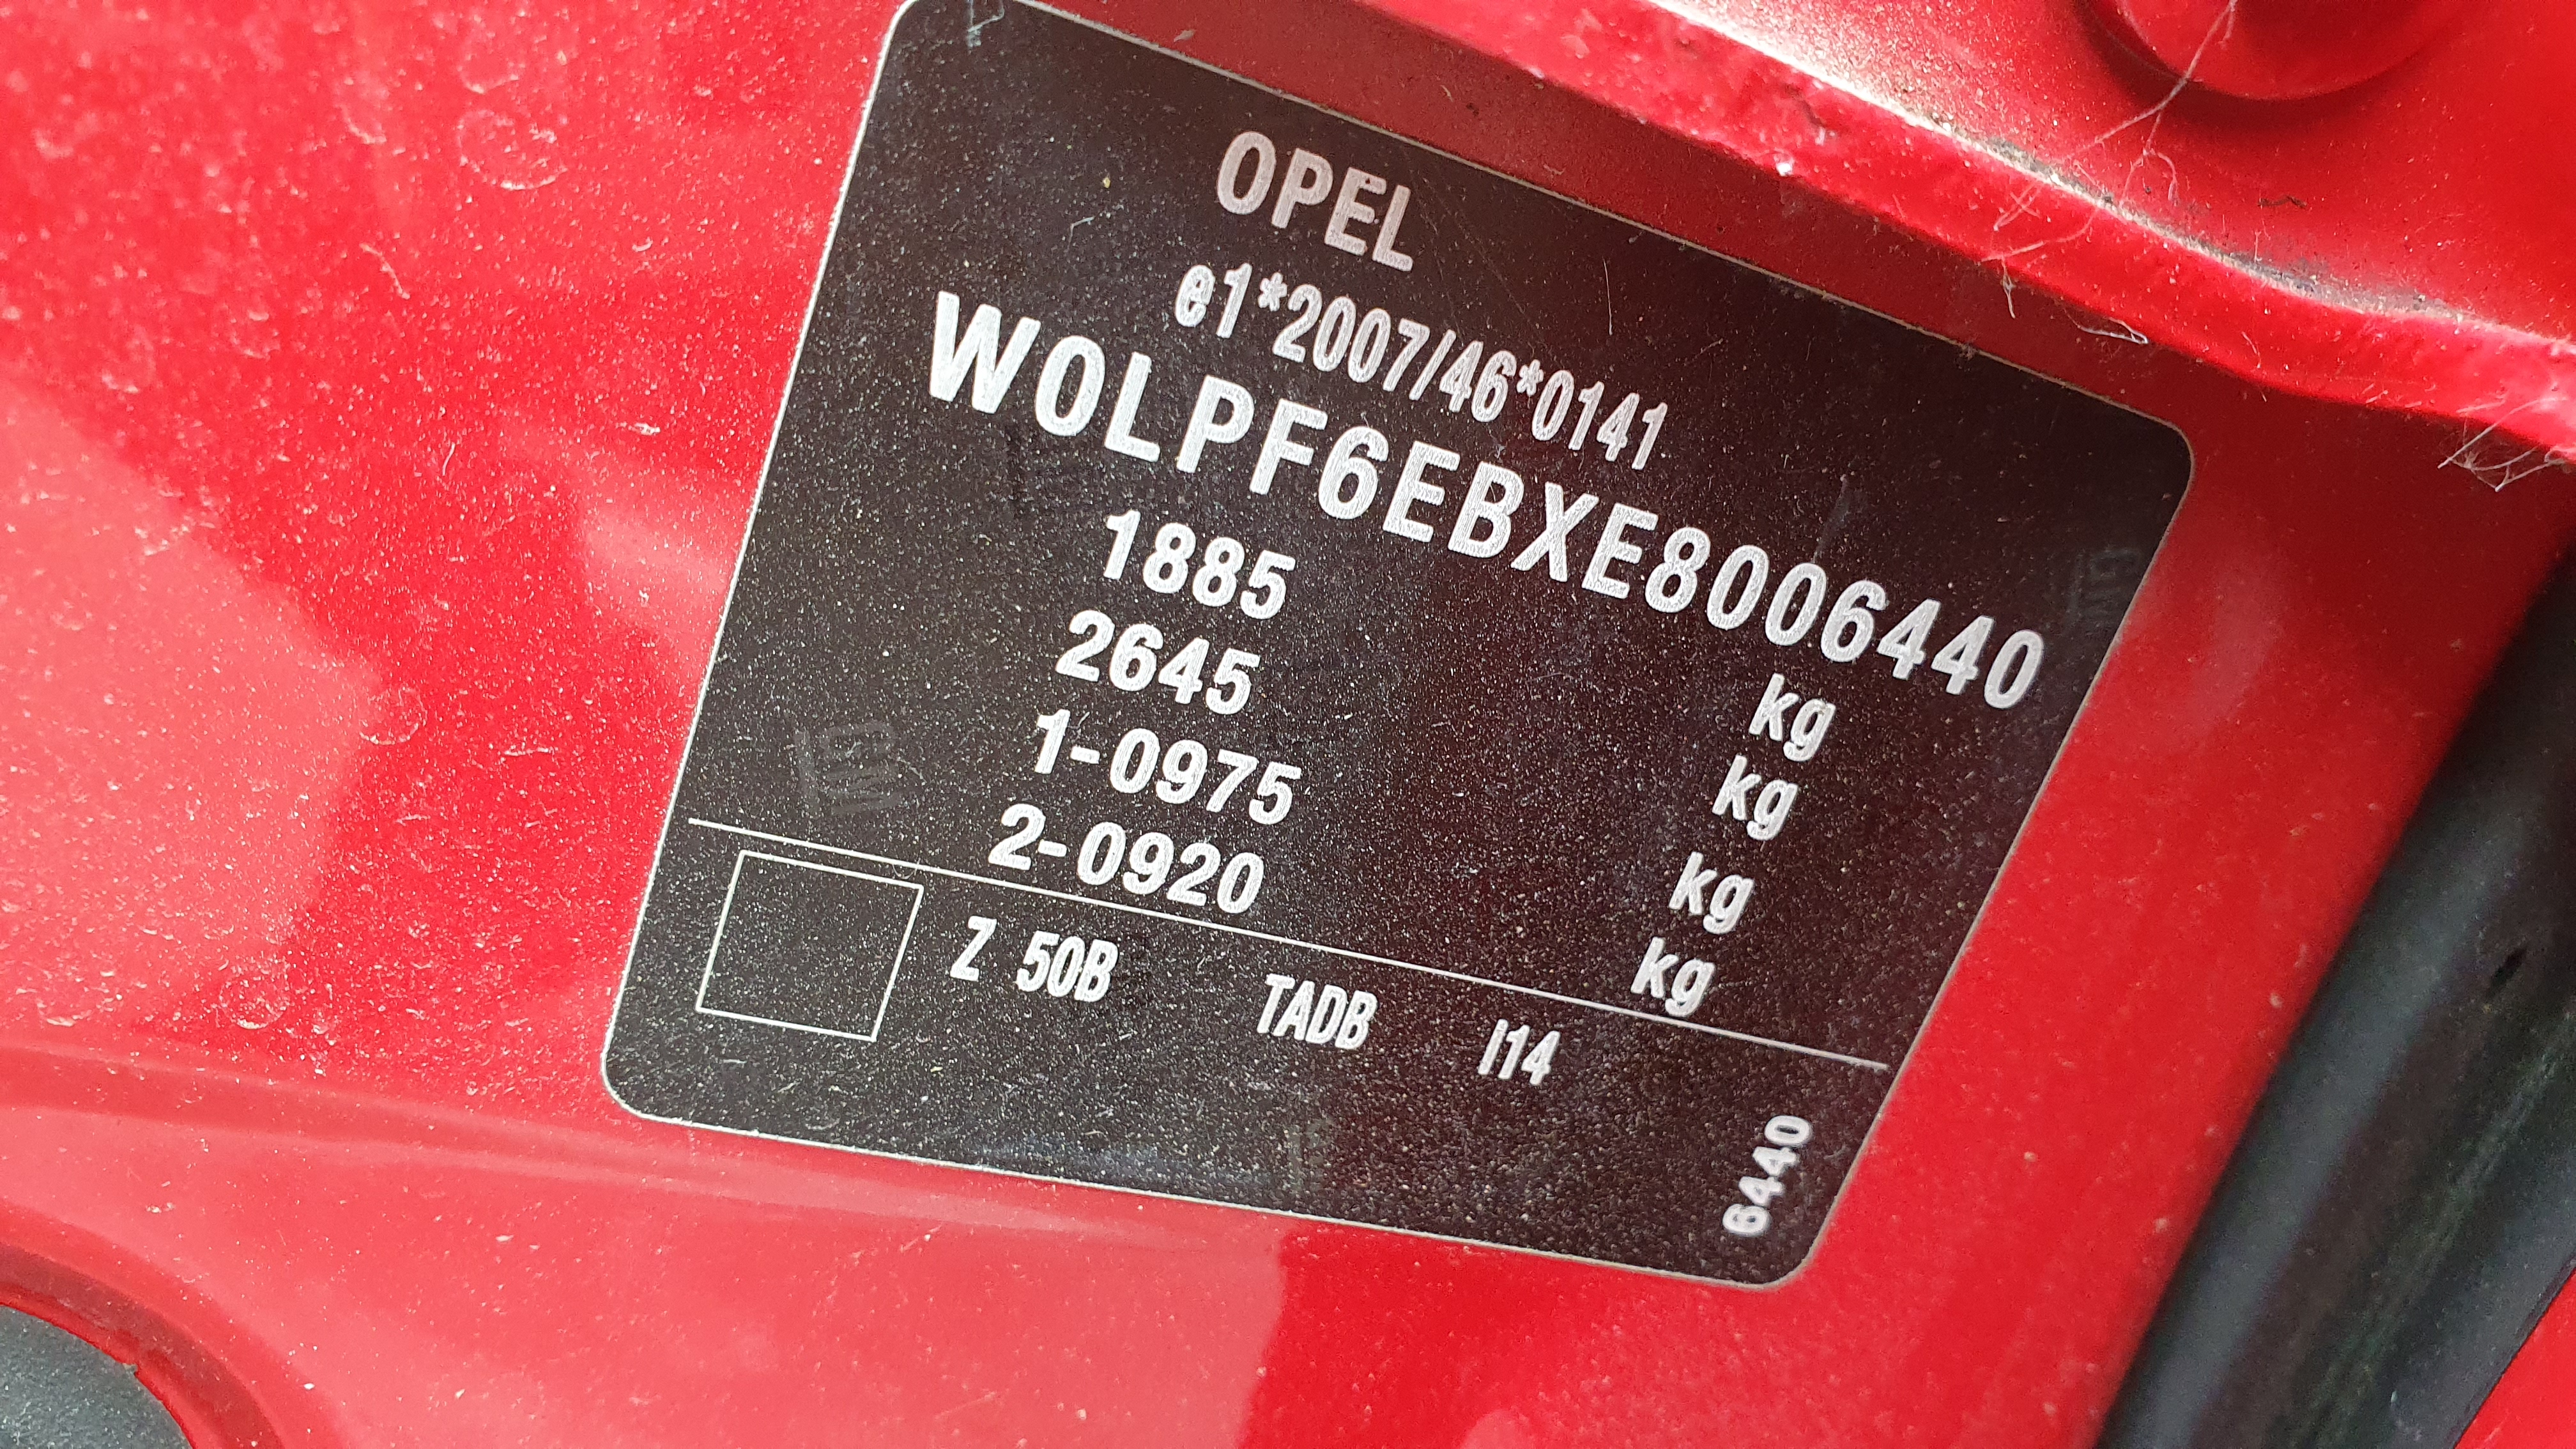 OPEL
e1*2007/46*0141
W0LPF6EBXE8006440
1885 kg
2645 kg
1-0975 kg
2-0920 kg
Z 50B TADB I14
6440